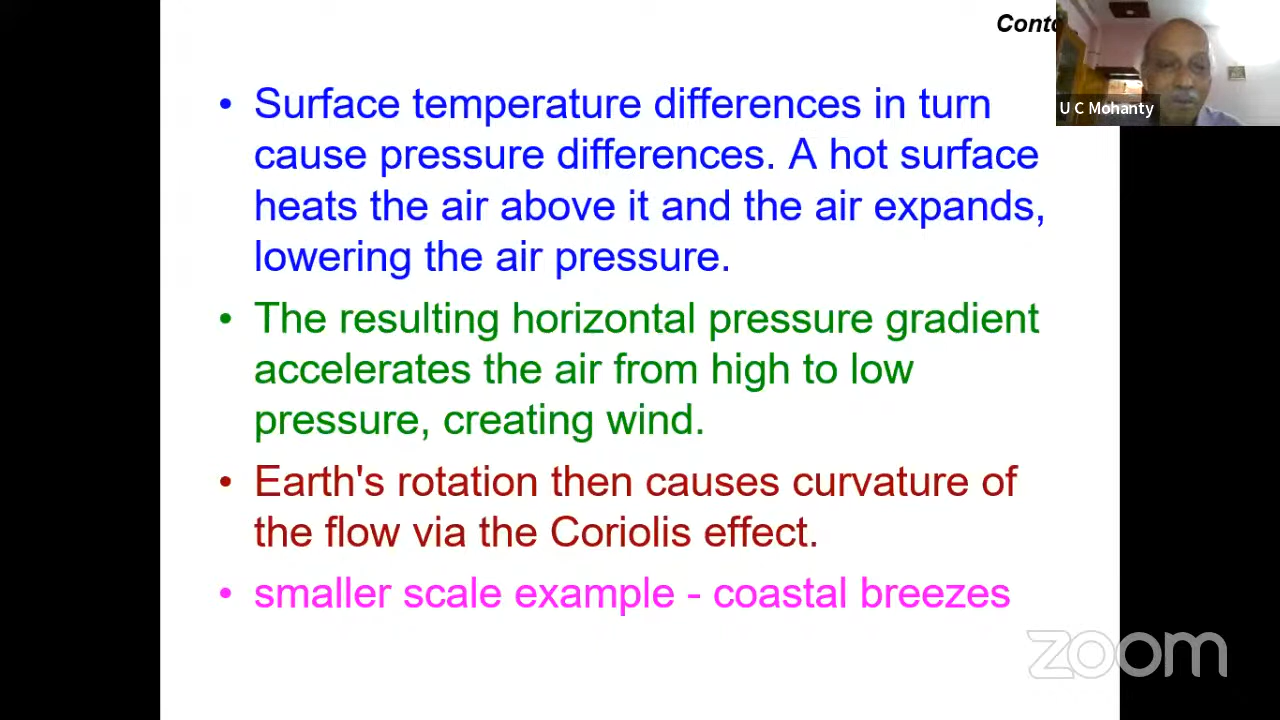 • Surface temperature differences in turn
cause pressure differences. A hot surface
heats the air above it and the air expands,
lowering the air pressure.
• The resulting horizontal pressure gradient
accelerates the air from high to low
pressure, creating wind.
• Earth's rotation then causes curvature of
the flow via the Coriolis effect.
• smaller scale example - coastal breezes
U C Mohanty
zoom